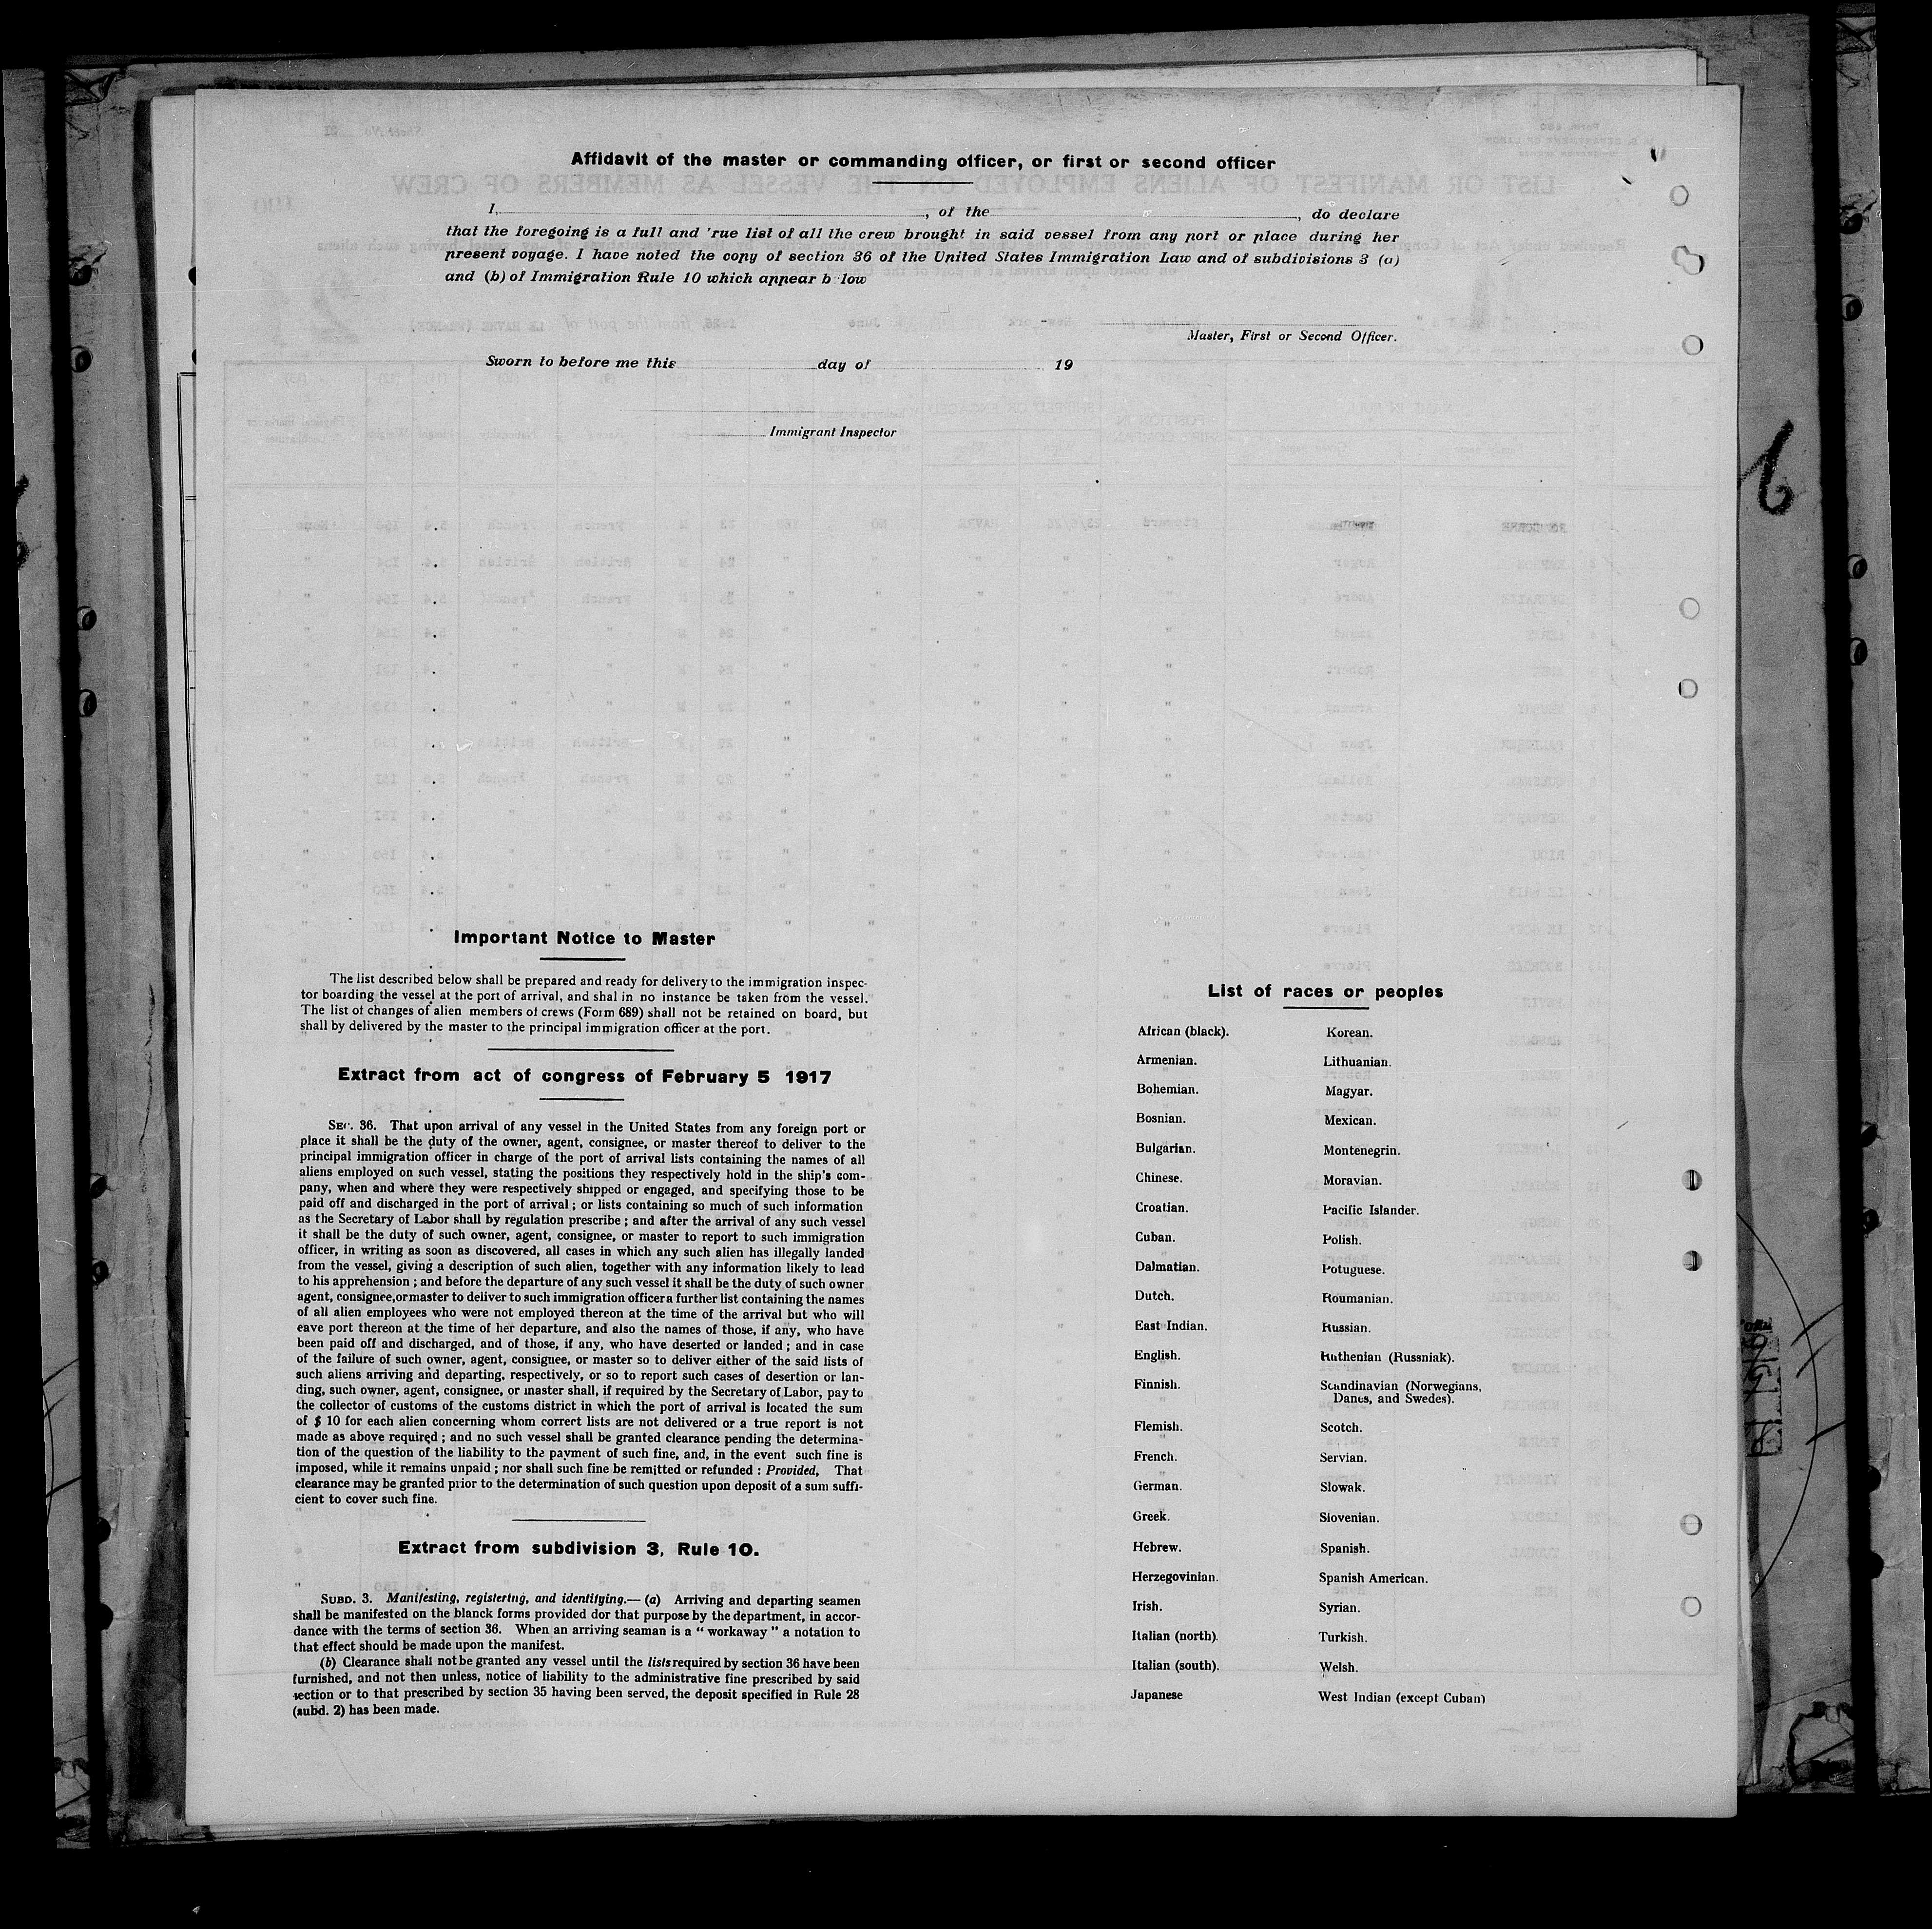 Affidavit of the master or commanding officer, or first or second officer
I, , of the , do declare
that the foregoing is a full and 'rue list of all the crew brought in said vessel from any port or place during her
present voyage. I have noted the copy of section 36 of the United States Immigration Law and of subdivisions 3 (a)
and (b) of Immigration Rule 10 which appear b low
Master, First or Second Officer.
Sworn to before me this day of 19
Immigrant Inspector
6
Important Notice to Master
The list described below shall be prepared and ready for delivery to the immigration inspec-
tor boarding the vessel at the port of arrival, and shal in no instance be taken from the vessel.
The list of changes of alien members of crews (Form 689) shall not be retained on board, but
shall by delivered by the master to the principal immigration officer at the port.
Extract from act of congress of February 5 1917
SEC. 36. That upon arrival of any vessel in the United States from any foreign port or
place it shall be the duty of the owner, agent, consignee, or master thereof to deliver to the
principal immigration officer in charge of the port of arrival lists containing the names of all
aliens employed on such vessel, stating the positions they respectively hold in the ship's com-
pany, when and where they were respectively shipped or engaged, and specifying those to be
paid off and discharged in the port of arrival ; or lists containing so much of such information
as the Secretary of Labor shall by regulation prescribe ; and after the arrival of any such vessel
it shall be the duty of such owner, agent, consignee, or master to report to such immigration
officer, in writing as soon as discovered, all cases in which any such alien has illegally landed
from the vessel, giving a description of such alien, together with any information likely to lead
to his apprehension ; and before the departure of any such vessel it shall be the duty of such owner
agent, consignee,ormaster to deliver to such immigration officer a further list containing the names
of all alien employees who were not employed thereon at the time of the arrival but who will
eave port thereon at the time of her departure, and also the names of those, if any, who have
been paid off and discharged, and of those, if any, who have deserted or landed ; and in case
of the failure of such owner, agent, consignee, or master so to deliver either of the said lists of
such aliens arriving and departing, respectively, or so to report such cases of desertion or lan-
ding, such owner, agent, consignee, or master shall, if required by the Secretary of Labor, pay to
the collector of customs of the customs district in which the port of arrival is located the sum
of $ 10 for each alien concerning whom correct lists are not delivered or a true report is not
made as above required ; and no such vessel shall be granted clearance pending the determina-
tion of the question of the liability to the payment of such fine, and, in the event such fine is
imposed, while it remains unpaid ; nor shall such fine be remitted or refunded : Provided, That
clearance may be granted prior to the determination of such question upon deposit of a sum suffi-
cient to cover such fine.
Extract from subdivision 3, Rule 10.
SUBD. 3. Manifesting, registering, and identifying.— (a) Arriving and departing seamen
shall be manifested on the blanck forms provided dor that purpose by the department, in accor-
dance with the terms of section 36. When an arriving seaman is a “ workaway ” a notation to
that effect should be made upon the manifest.
(b) Clearance shall not be granted any vessel until the lists required by section 36 have been
furnished, and not then unless, notice of liability to the administrative fine prescribed by said
section or to that prescribed by section 35 having been served, the deposit specified in Rule 28
(subd. 2) has been made.
List of races or peoples
African (black).
Armenian.
Bohemian.
Bosnian.
Bulgarian.
Chinese.
Croatian.
Cuban.
Dalmatian.
Dutch.
East Indian.
English.
Finnish.
Flemish.
French.
German.
Greek.
Hebrew.
Herzegovinian.
Irish.
Italian (north).
Italian (south).
Japanese
Korean.
Lithuanian.
Magyar.
Mexican.
Montenegrin.
Moravian.
Pacific Islander.
Polish.
Potuguese.
Roumanian.
Russian.
Ruthenian (Russniak).
Scandinavian (Norwegians,
Danes, and Swedes).
Scotch.
Servian.
Slowak.
Slovenian.
Spanish.
Spanish American.
Syrian.
Turkish.
Welsh.
West Indian (except Cuban)